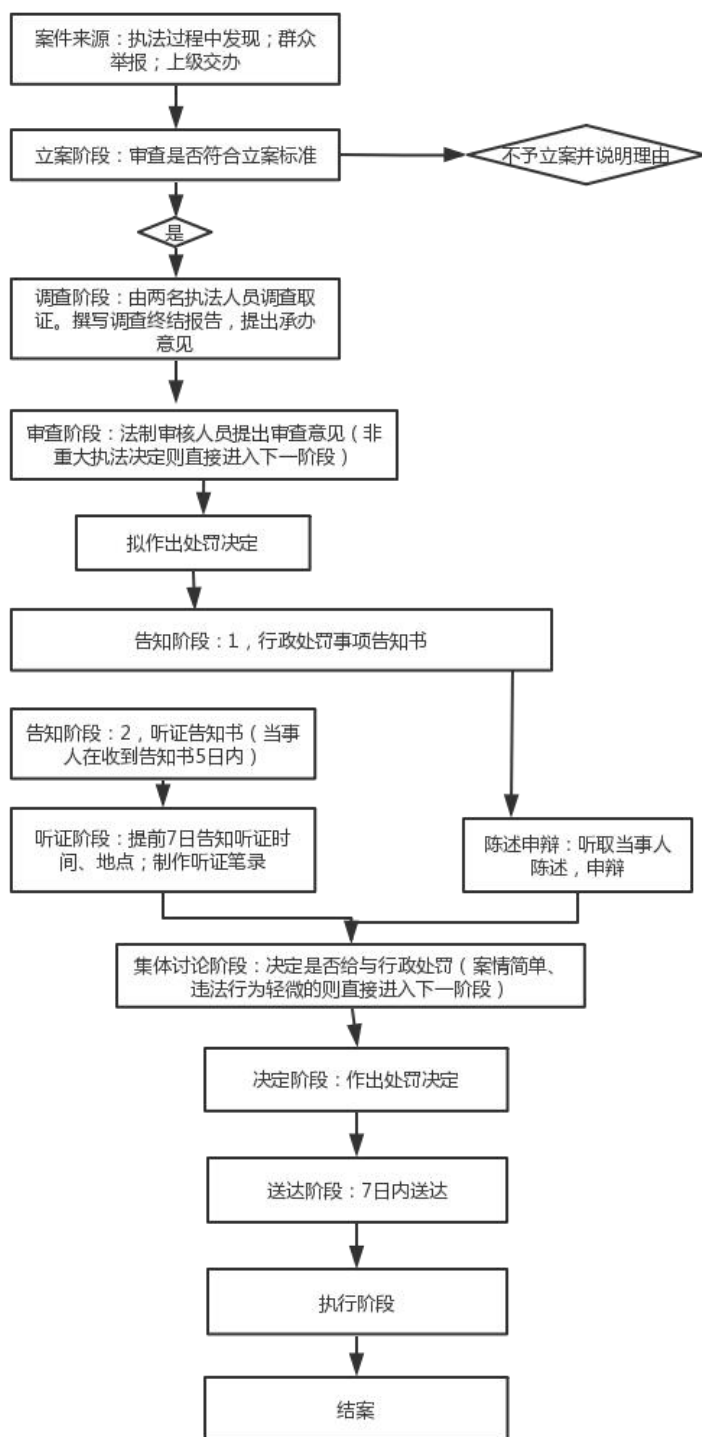 案件来源：执法过程中发现；群众
举报；上级交办
立案阶段：审查是否符合立案标准
不予立案并说明理由
是
调查阶段：由两名执法人员调查取
证。撰写调查终结报告，提出承办
意见
审查阶段：法制审核人员提出审查意见（非
重大执法决定则直接进入下一阶段）
拟作出处罚决定
告知阶段：1，行政处罚事项告知书
告知阶段：2，听证告知书（当事
人在收到告知书5日内）
听证阶段：提前7日告知听证时
间、地点；制作听证笔录
陈述申辩：听取当事人
陈述，申辩
集体讨论阶段：决定是否给与行政处罚（案情简单、
违法行为轻微的则直接进入下一阶段）
决定阶段：作出处罚决定
送达阶段：7日内送达
执行阶段
结案